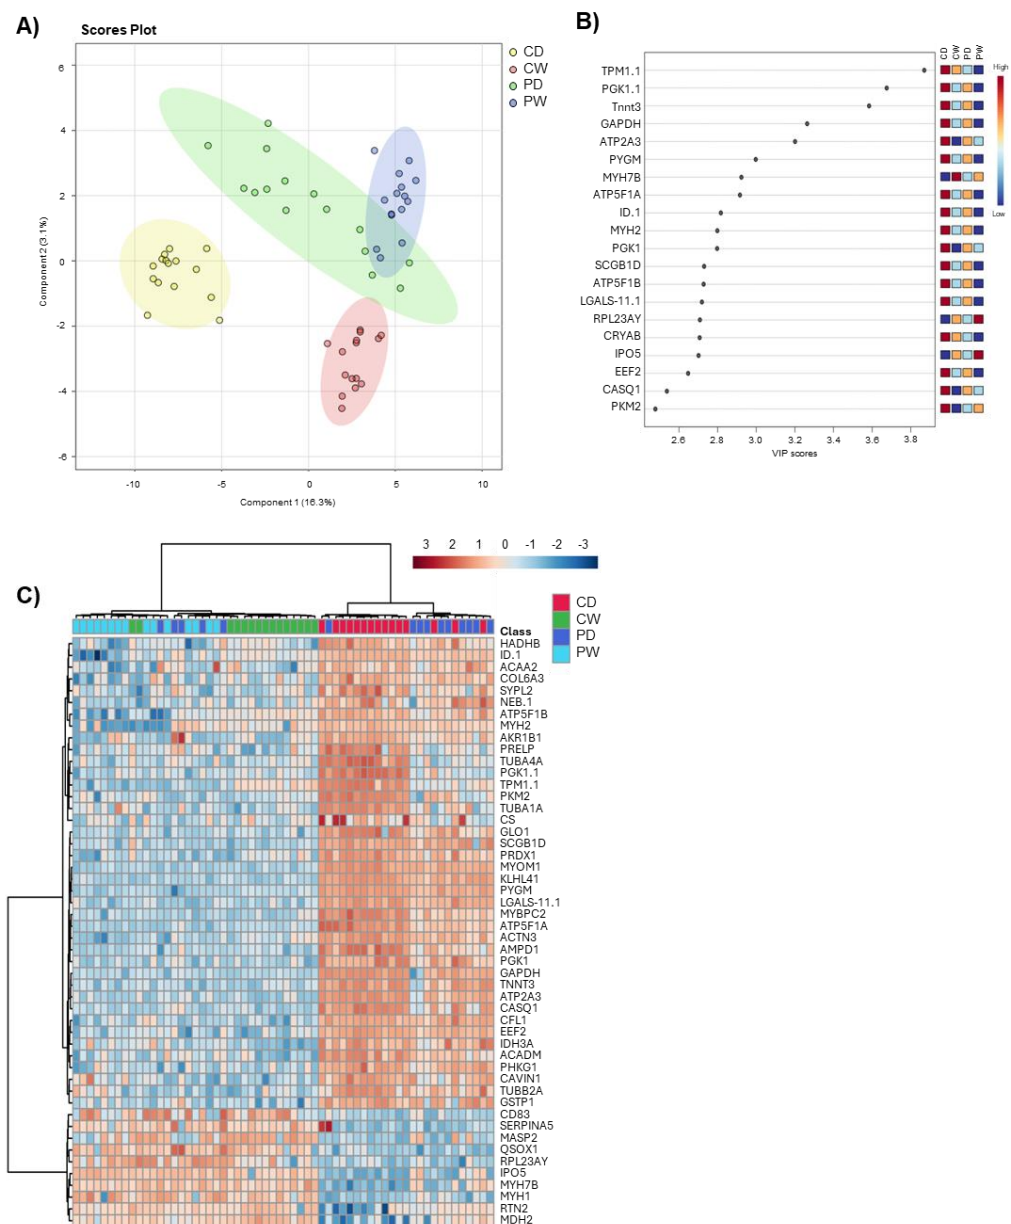 A)
Scores Plot
CD
CW
PD
PW
6
4
2
0
-2
-4
-6
Component 2 (3.1%)
-10
-5
0
5
10
Component 1 (16.3%)
B)
CD
CW
PD
PW
High
Low
TPM1.1
PGK1.1
Tnnt3
GAPDH
ATP2A3
PYGM
MYH7B
ATP5F1A
ID.1
MYH2
PGK1
SCGB1D
ATP5F1B
LGALS-11.1
RPL23AY
CRYAB
IPO5
EEF2
CASQ1
PKM2
2.6
2.8
3.0
3.2
3.4
3.6
3.8
VIP scores
C)
3 2 1 0 -1 -2 -3
CD
CW
PD
PW
Class
HADHB
ID.1
ACAA2
COL6A3
SYPL2
NEB.1
ATP5F1B
MYH2
AKR1B1
PRELP
TUBA4A
PGK1.1
TPM1.1
PKM2
TUBA1A
CS
GLO1
SCGB1D
PRDX1
MYOM1
KLHL41
PYGM
LGALS-11.1
MYBPC2
ATP5F1A
ACTN3
AMPD1
PGK1
GAPDH
TNNT3
ATP2A3
CASQ1
CFL1
EEF2
IDH3A
ACADM
PHKG1
CAVIN1
TUBB2A
GSTP1
CD83
SERPINA5
MASP2
QSOX1
RPL23AY
IPO5
MYH7B
MYH1
RTN2
MDH2